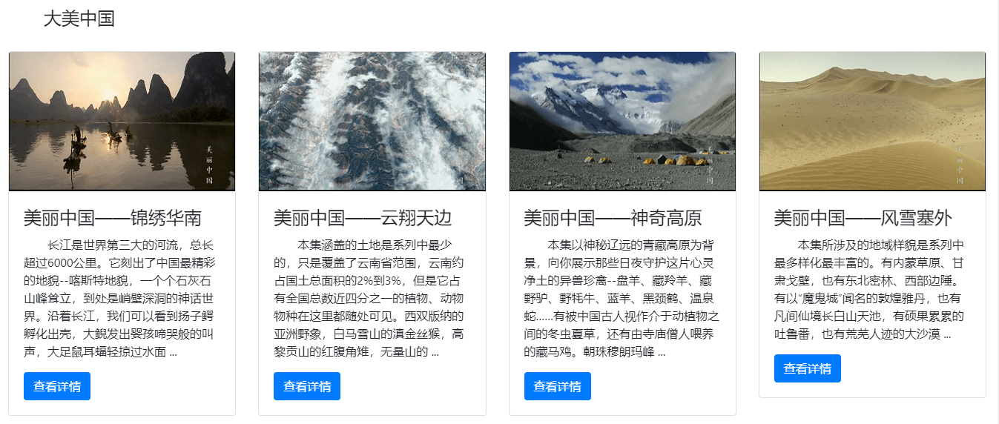 大美中国
美丽中国
美丽中国——锦绣华南
长江是世界第三大的河流，总长
超过6000公里。它刻出了中国最精彩
的地貌--喀斯特地貌，一个个石灰石
山峰耸立，到处是峭壁深洞的神话世
界。沿着长江，我们可以看到扬子鳄
孵化出壳，大鲵发出婴孩啼哭般的叫
声，大足鼠耳蝠轻掠过水面 ...
查看详情
国
美丽中国——云翔天边
本集涵盖的土地是系列中最少
的，只是覆盖了云南省范围，云南约
占国土总面积的2%到3%，但是它占
有全国总数近四分之一的植物、动物
物种在这里都随处可见。西双版纳的
亚洲野象，白马雪山的滇金丝猴，高
黎贡山的红腹角雉，无量山的 ...
查看详情
丽中国
美丽中国——神奇高原
本集以神秘辽远的青藏高原为背
景，向你展示那些日夜守护这片心灵
净土的异兽珍禽--盘羊、藏羚羊、藏
野驴、野牦牛、蓝羊、黑颈鹤、温泉
蛇......有被中国古人视作介于动植物之
间的冬虫夏草，还有由寺庙僧人喂养
的藏马鸡。朝珠穆朗玛峰 ...
查看详情
丽中国
美丽中国——风雪塞外
本集所涉及的地域样貌是系列中
最多样化最丰富的。有内蒙草原、甘
肃戈壁，也有东北密林、西部边陲。
有以“魔鬼城”闻名的敦煌雅丹，也有
凡间仙境长白山天池，有硕果累累的
吐鲁番，也有荒芜人迹的大沙漠 ...
查看详情